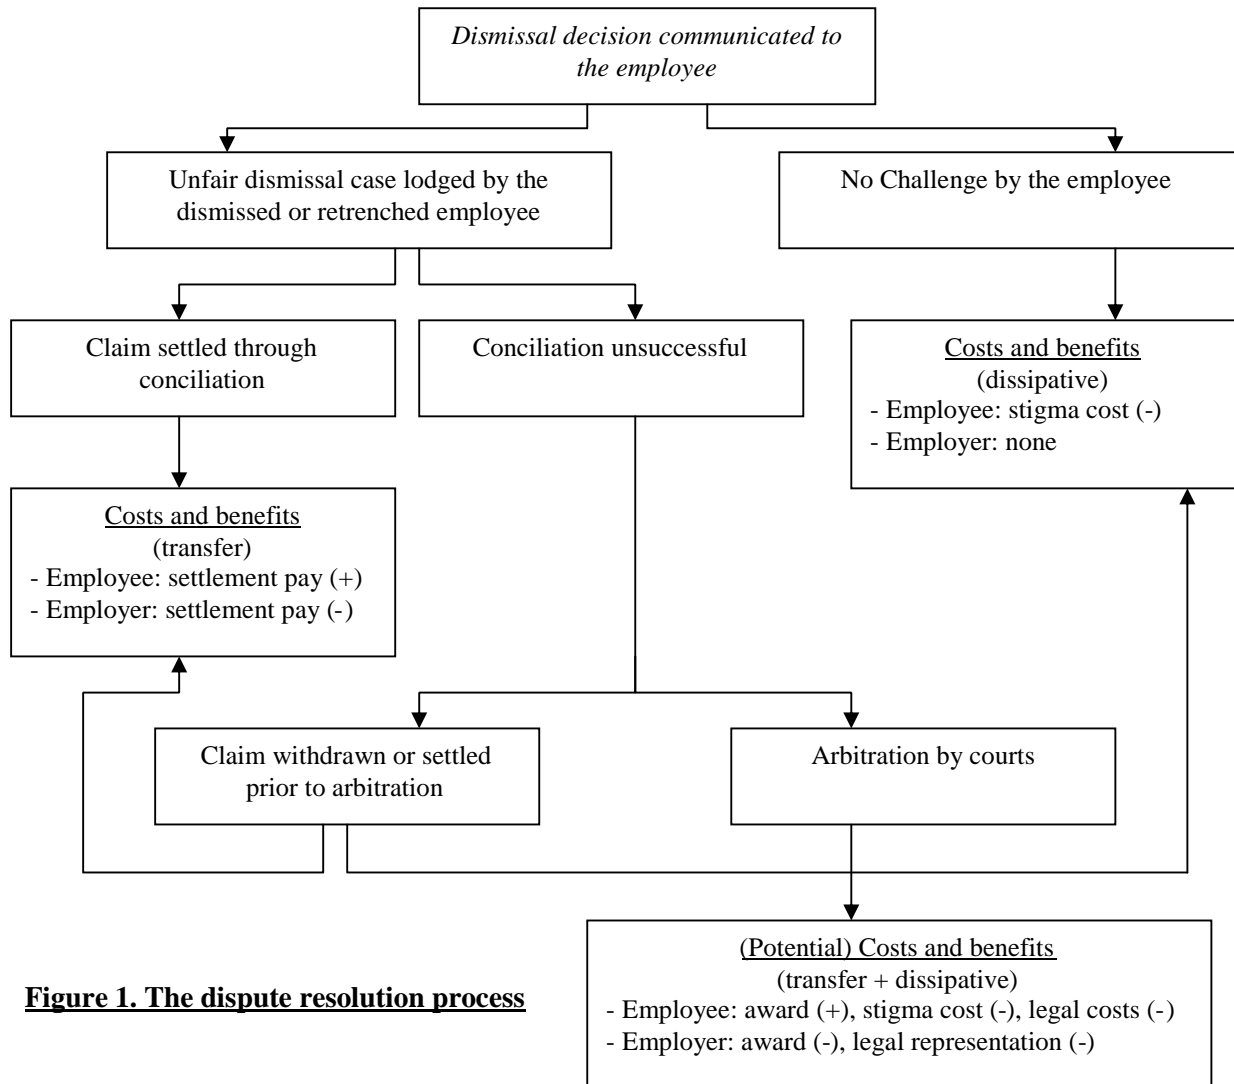 Dismissal decision communicated to
the employee
Unfair dismissal case lodged by the
dismissed or retrenched employee
No Challenge by the employee
Claim settled through
conciliation
Conciliation unsuccessful
Costs and benefits
(dissipative)
- Employee: stigma cost (-)
- Employer: none
Costs and benefits
(transfer)
- Employee: settlement pay (+)
- Employer: settlement pay (-)
Claim withdrawn or settled
prior to arbitration
Arbitration by courts
(Potential) Costs and benefits
(transfer + dissipative)
- Employee: award (+), stigma cost (-), legal costs (-)
- Employer: award (-), legal representation (-)
Figure 1. The dispute resolution process